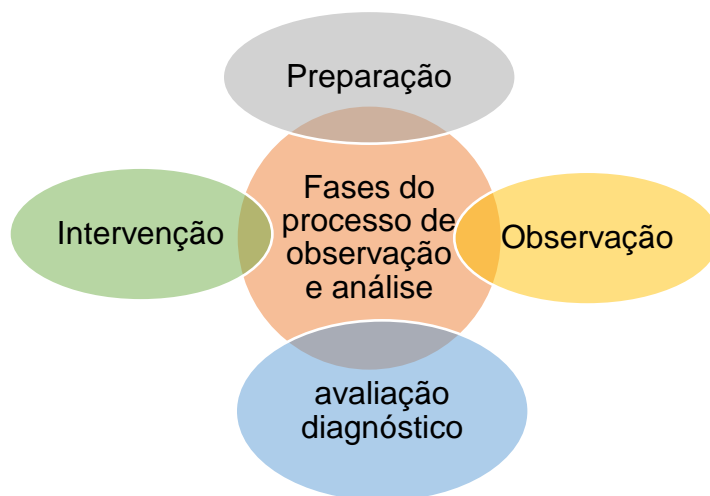 Preparação
Fases do
processo de
observação
e análise
Intervenção
Observação
avaliação
diagnóstico